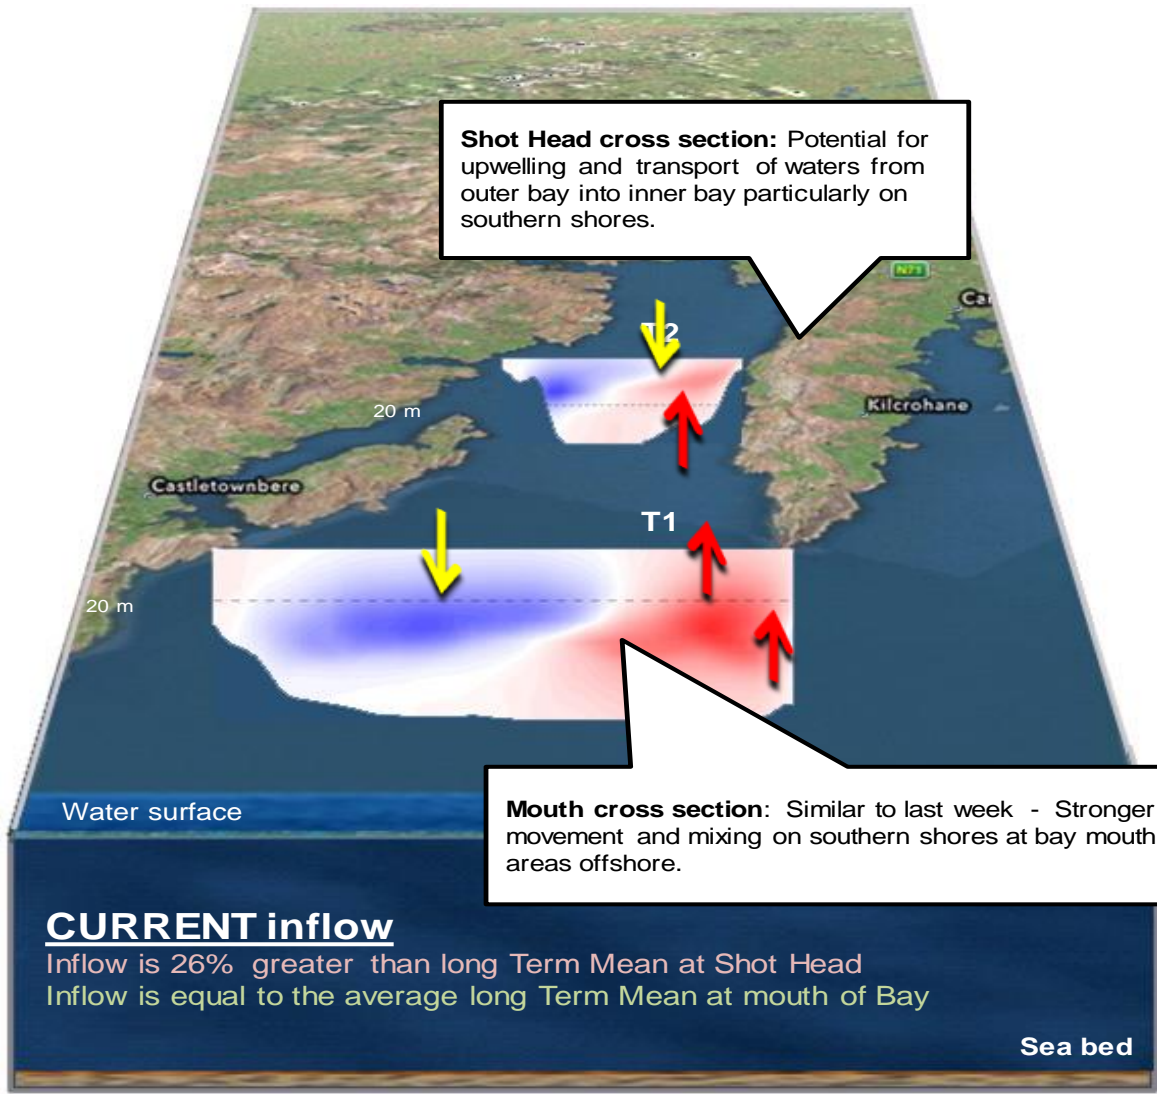 Shot Head cross section: Potential for
upwelling and transport of waters from
outer bay into inner bay particularly on
southern shores.
N71
Car
T2
20 m
Kilcrohane
Castletownbere
T1
20 m
Water surface
Mouth cross section: Similar to last week - Stronger
movement and mixing on southern shores at bay mouth
areas offshore.
CURRENT inflow
Inflow is 26% greater than long Term Mean at Shot Head
Inflow is equal to the average long Term Mean at mouth of Bay
Sea bed